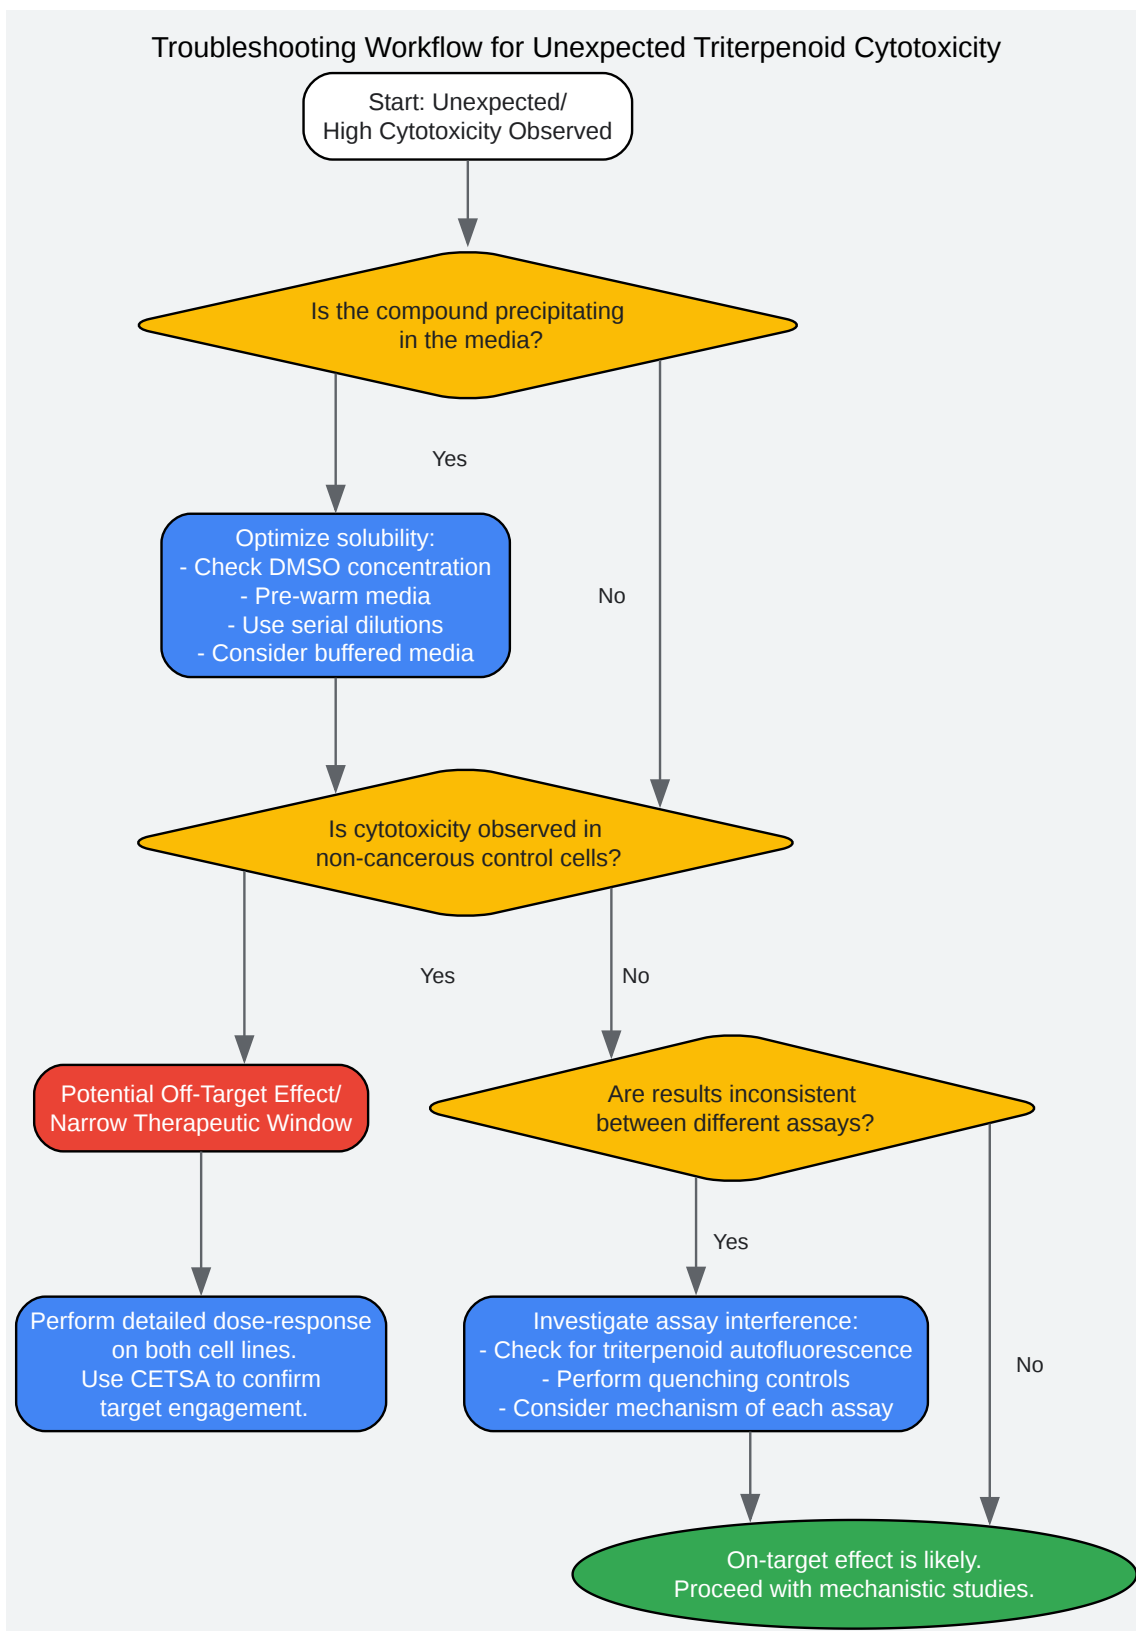 Troubleshooting Workflow for Unexpected Triterpenoid Cytotoxicity
Start: Unexpected/
High Cytotoxicity Observed
Is the compound precipitating
in the media?
Yes
Optimize solubility:
- Check DMSO concentration
- Pre-warm media
- Use serial dilutions
- Consider buffered media
No
Is cytotoxicity observed in
non-cancerous control cells?
Yes
No
Potential Off-Target Effect/
Narrow Therapeutic Window
Are results inconsistent
between different assays?
Yes
Perform detailed dose-response
on both cell lines.
Use CETSA to confirm
target engagement.
Investigate assay interference:
- Check for triterpenoid autofluorescence
- Perform quenching controls
- Consider mechanism of each assay
No
On-target effect is likely.
Proceed with mechanistic studies.